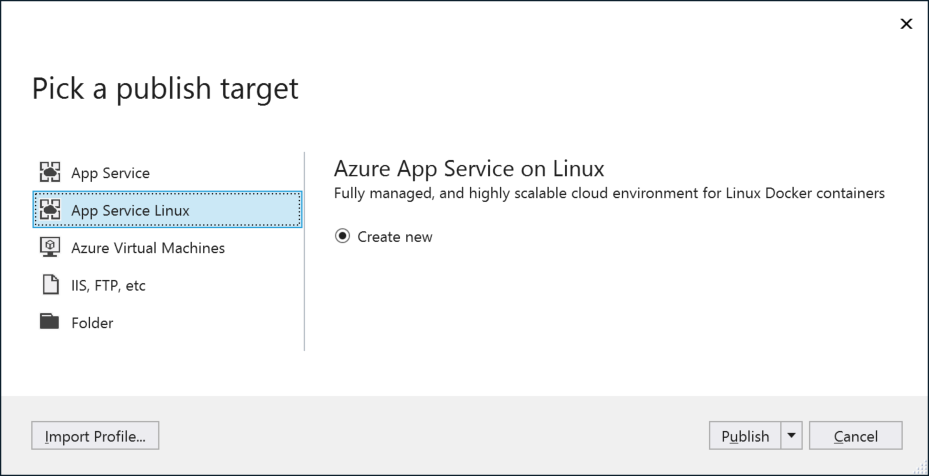 Pick a publish target
App Service
App Service Linux
Azure Virtual Machines
IIS, FTP, etc
Folder
Azure App Service on Linux
Fully managed, and highly scalable cloud environment for Linux Docker containers
Create new
Import Profile...
Publish
Cancel